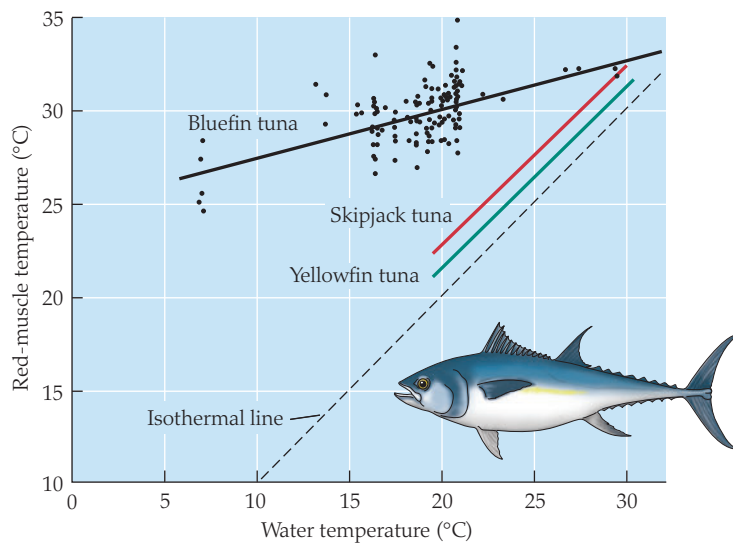 35
30
25
20
15
10
Red-muscle temperature (°C)
Bluefin tuna
Skipjack tuna
Yellowfin tuna
Isothermal line
0
5
10
15
20
25
30
Water temperature (°C)